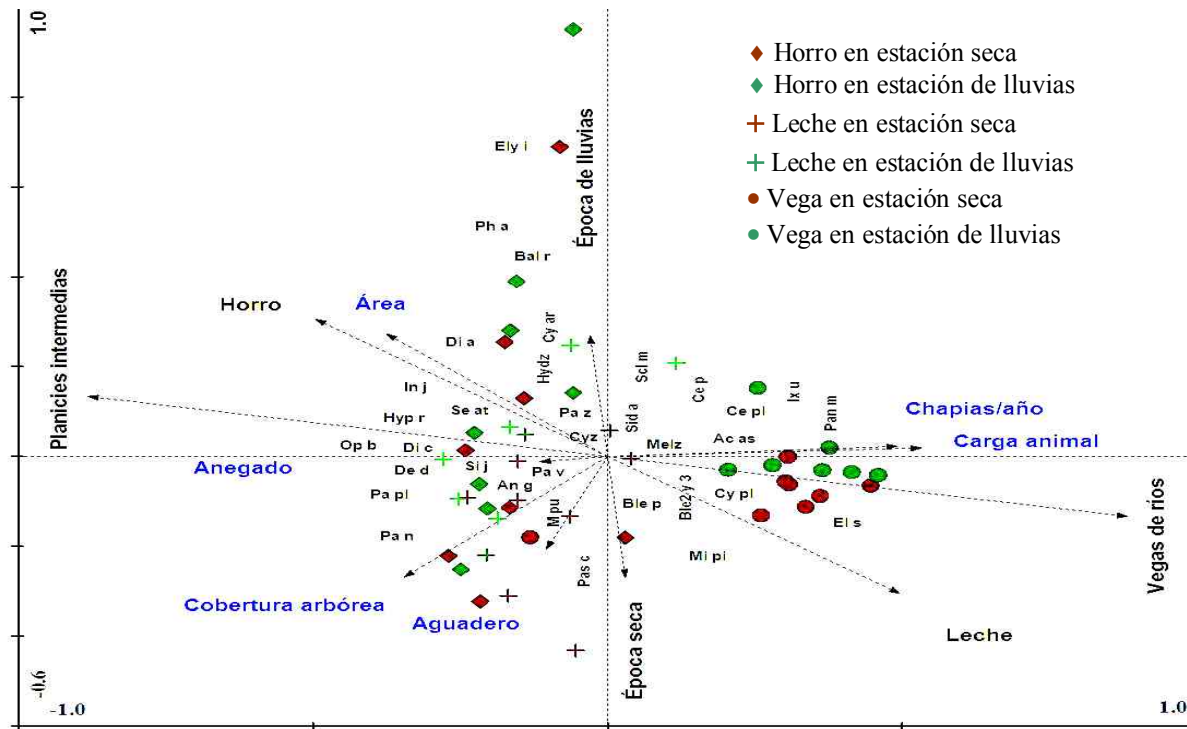 1.0
Época de lluvias
Horro en estación seca
Horro en estación de lluvias
Leche en estación seca
Leche en estación de lluvias
Vega en estación seca
Vega en estación de lluvias
Ely i
Ph a
Bal r
Planicies intermedias
Horro
Área
Di a
Cy ar
Hydz
Scl m
Ce p
Ix u
In j
Se at
Pa z
Sid a
Ce pl
Pan m
Chapias/año
Hyp r
Cyz
Melz
Ac as
Carga animal
Op b
Di c
Anegado
De d
Si j
Pa v
Pa pl
An g
M pu
Ble p
Ble2 y 3
Cy pl
El s
Pa n
Pas c
Mi pi
Vegas de ríos
Cobertura arbórea
Aguadero
Época seca
Leche
-0.6
-1.0
1.0